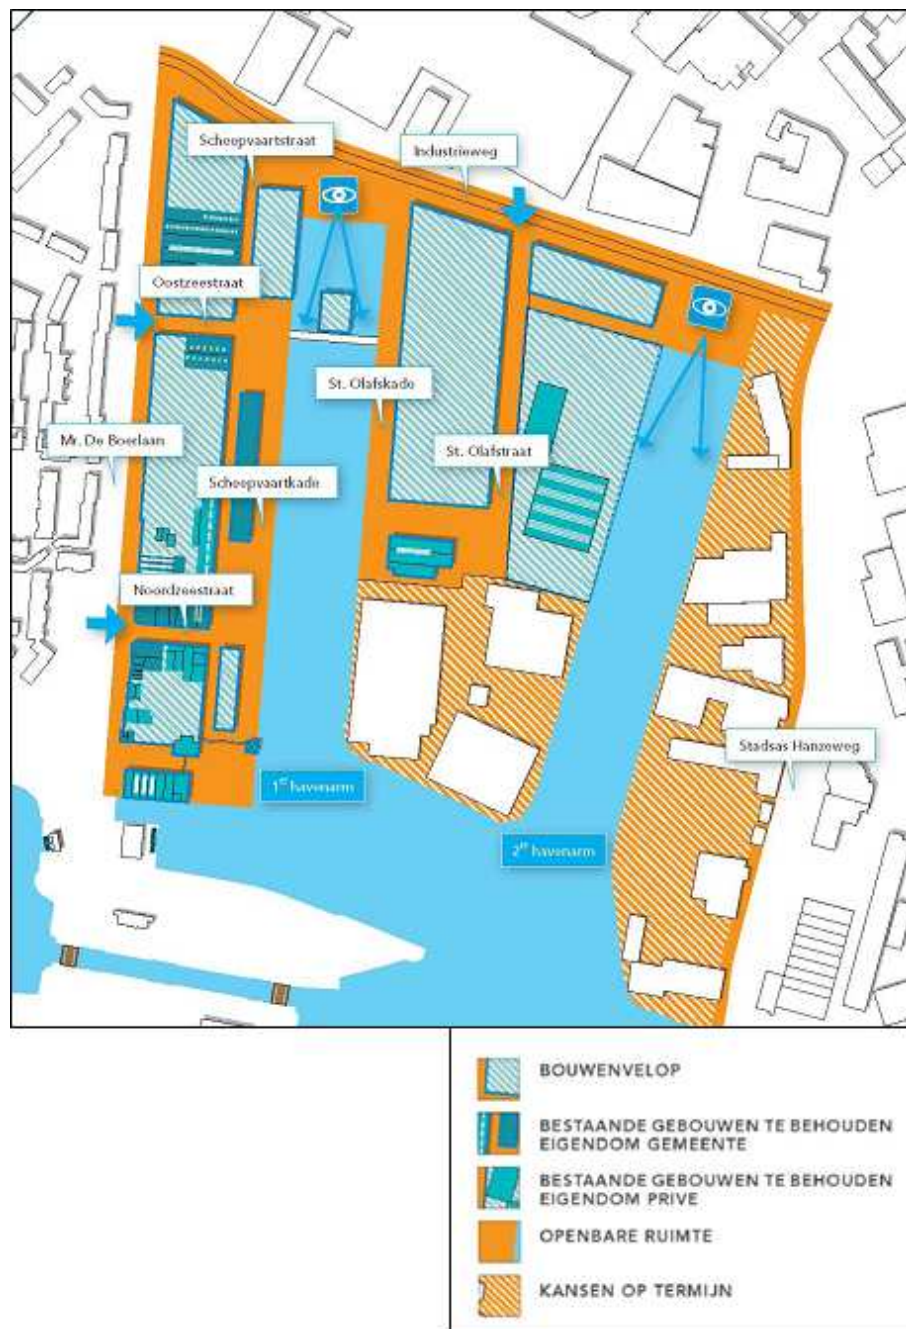 Scheepvaartstraat
Industrieweg
Oostzeestraat
St. Olafskade
Mr. De Boerlaan
St. Olafstraat
Scheepvaartkade
Noordzeestraat
Stadsas Hanzeweg
1ste havenarm
2e havenarm
BOUWENVELOP
BESTAANDE GEBOUWEN TE BEHOUDEN
EIGENDOM GEMEENTE
BESTAANDE GEBOUWEN TE BEHOUDEN
EIGENDOM PRIVE
OPENBARE RUIMTE
KANSEN OP TERMIJN